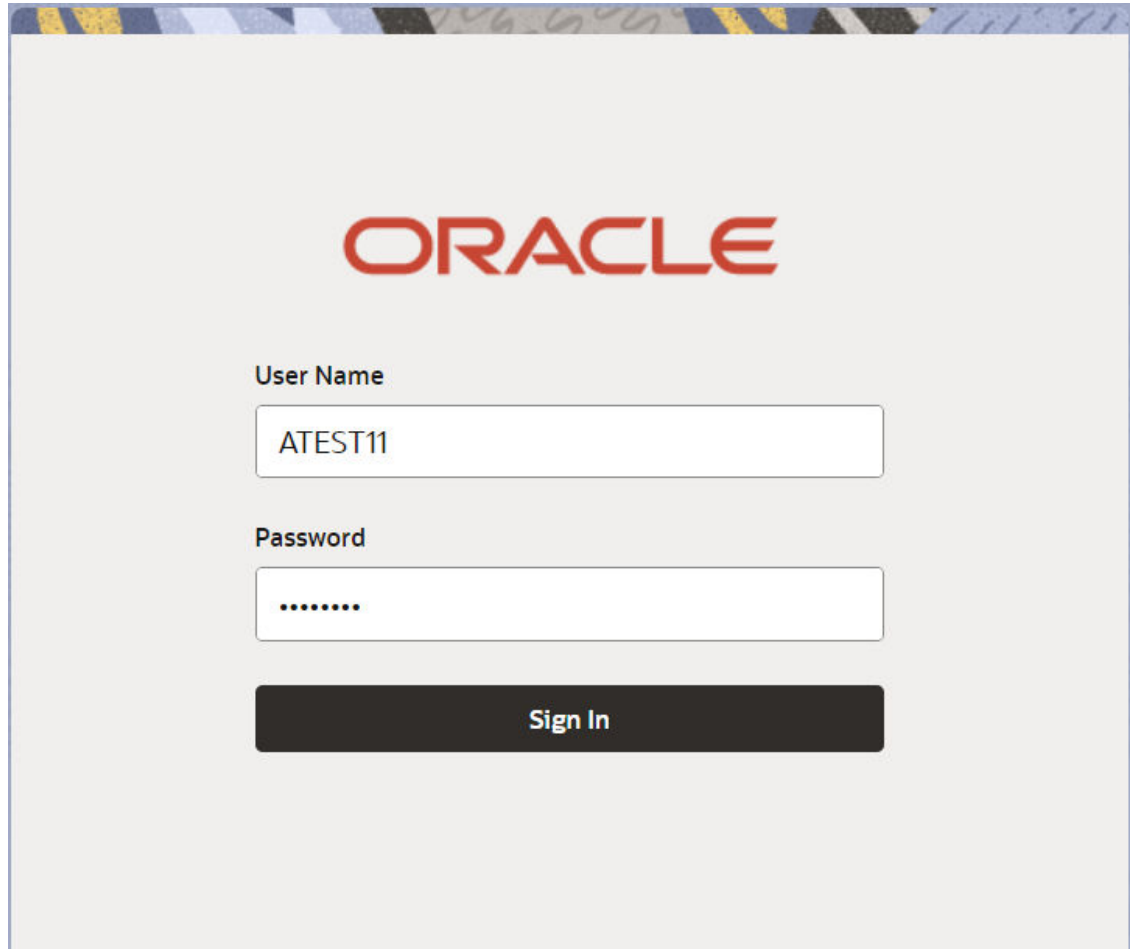 ORACLE
User Name
ATEST11
Password
••••••••
Sign In